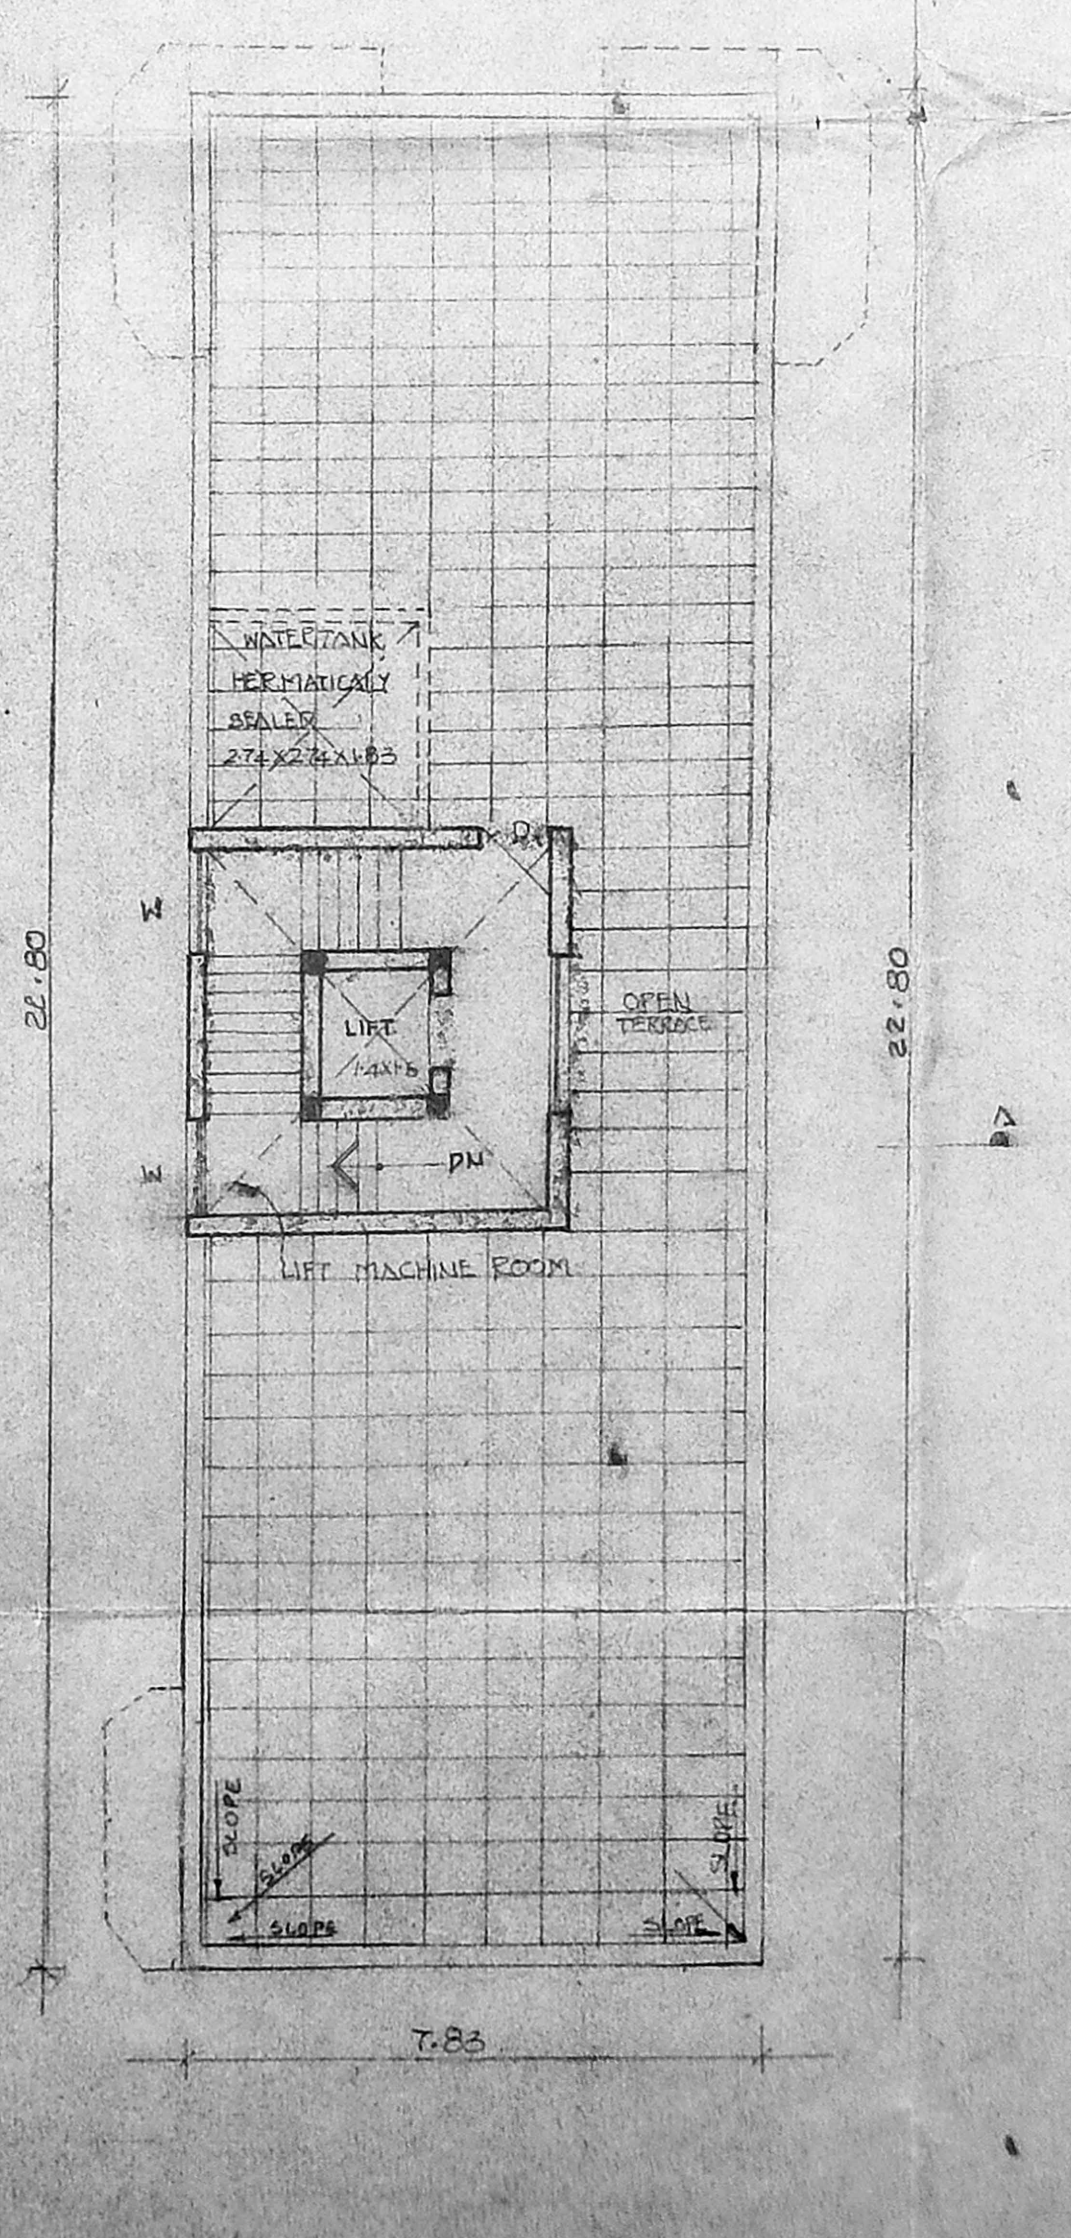 WATER TANK
HERMATICALY
SEALED
2.74X2.74X1.83
D
W
22.80
22.80
OPEN
TERRACE
LIFT
1.4X1.5
W
DN
LIFT MACHINE ROOM
SLOPE
SLOPE
SLOPE
SLOPE
SLOPE
7.83